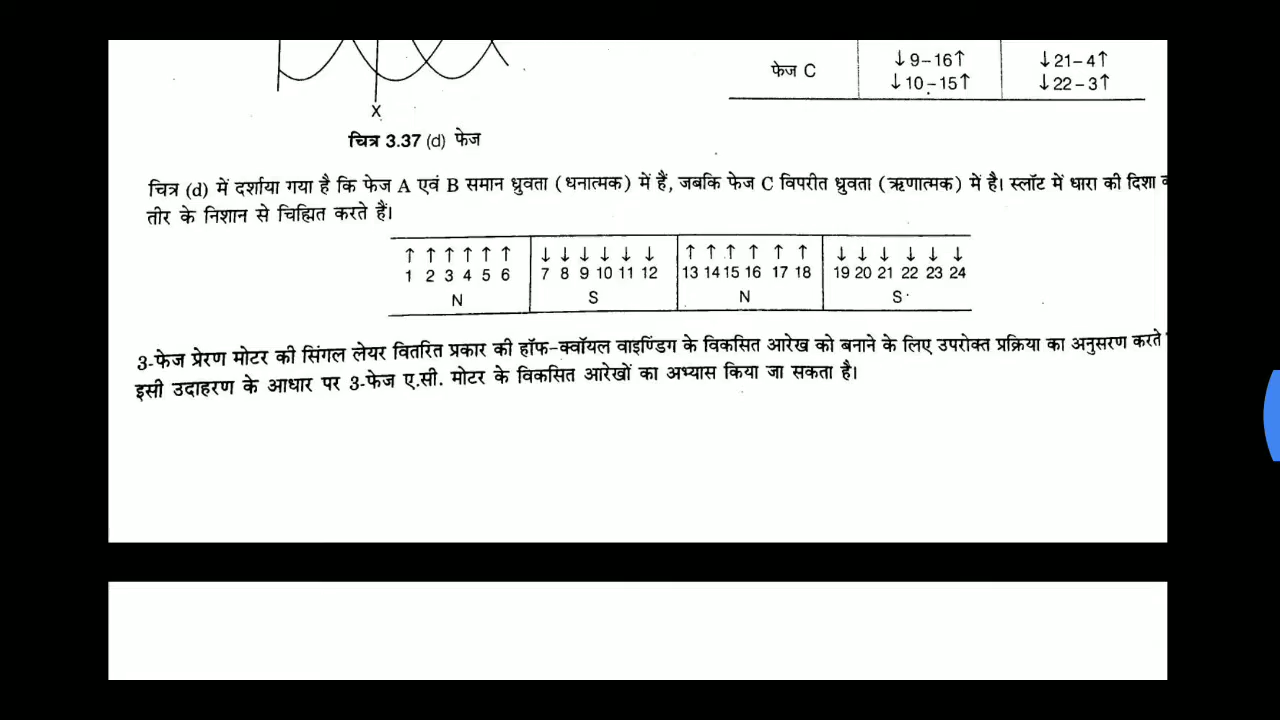 ↓9–16↑ ↓21–4↑
फेज C
↓10–15↑ ↓22–3↑
X
चित्र 3.37 (d) फेज
चित्र (d) में दर्शाया गया है कि फेज A एवं B समान ध्रुवता (धनात्मक) में हैं, जबकि फेज C विपरीत ध्रुवता (ऋणात्मक) में है। स्लॉट में धारा की दिशा
तीर के निशान से चिह्नित करते हैं।
↑ ↑ ↑ ↑ ↑ ↑ ↓ ↓ ↓ ↓ ↓ ↓ ↑ ↑ ↑ ↑ ↑ ↑ ↓ ↓ ↓ ↓ ↓ ↓
1 2 3 4 5 6 7 8 9 10 11 12 13 14 15 16 17 18 19 20 21 22 23 24
N S N S
3-फेज प्रेरण मोटर की सिंगल लेयर वितरित प्रकार की हॉफ-क्वॉयल वाइण्डिग के विकसित आरेख को बनाने के लिए उपरोक्त प्रक्रिया का अनुसरण करते
इसी उदाहरण के आधार पर 3-फेज ए.सी. मोटर के विकसित आरेखों का अभ्यास किया जा सकता है।